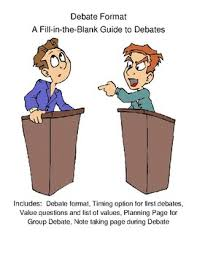 Debate Format
A Fill-in-the-Blank Guide to Debates
Includes: Debate format, Timing option for first debates,
Value questions and list of values, Planning Page for
Group Debate, Note taking page during Debate